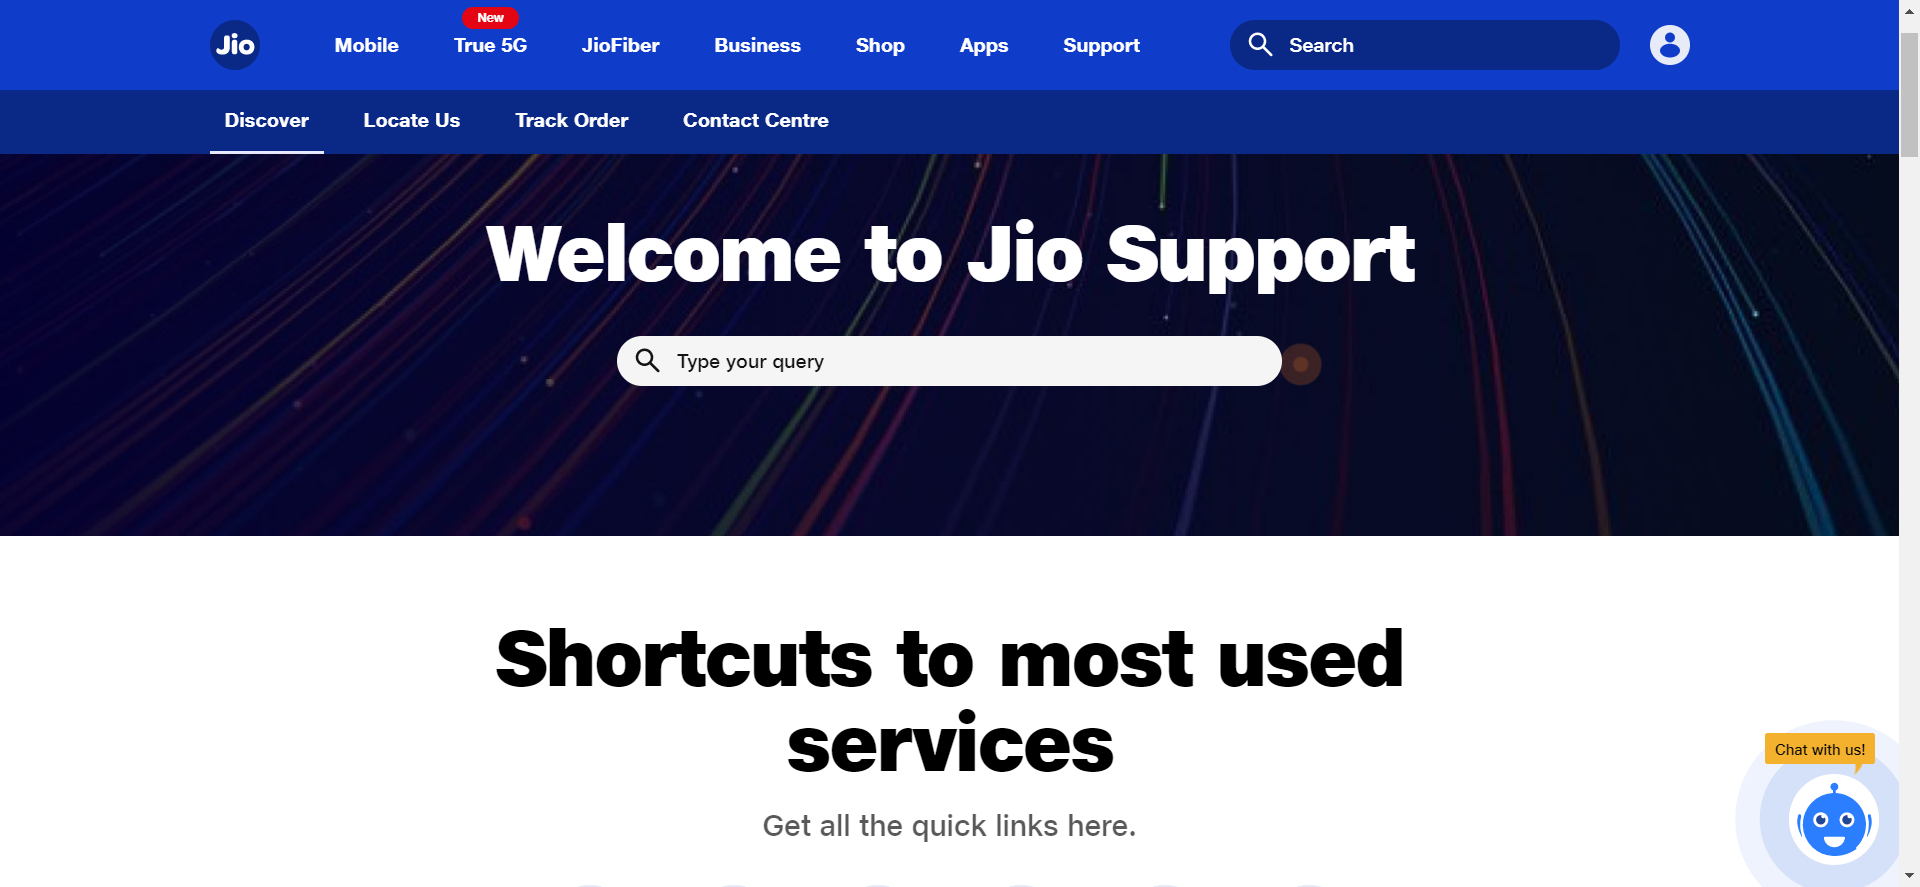 New
Jio Mobile True 5G JioFiber Business Shop Apps Support Search
Discover Locate Us Track Order Contact Centre
Welcome to Jio Support
Type your query
Shortcuts to most used
services
Chat with us!
Get all the quick links here.